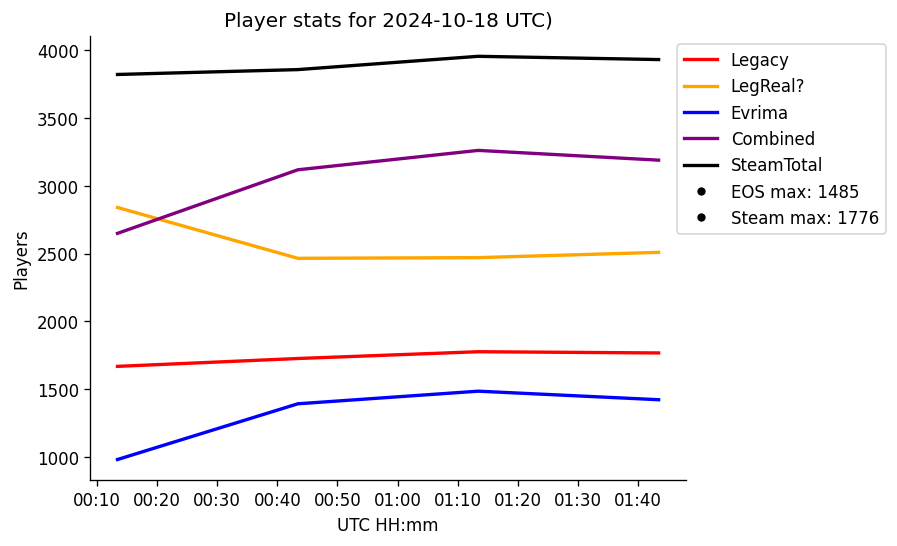 Player stats for 2024-10-18 UTC)
4000
3500
3000
2500
2000
1500
1000
Players
00:10 00:20 00:30 00:40 00:50 01:00 01:10 01:20 01:30 01:40
UTC HH:mm
Legacy
LegReal?
Evrima
Combined
SteamTotal
EOS max: 1485
Steam max: 1776